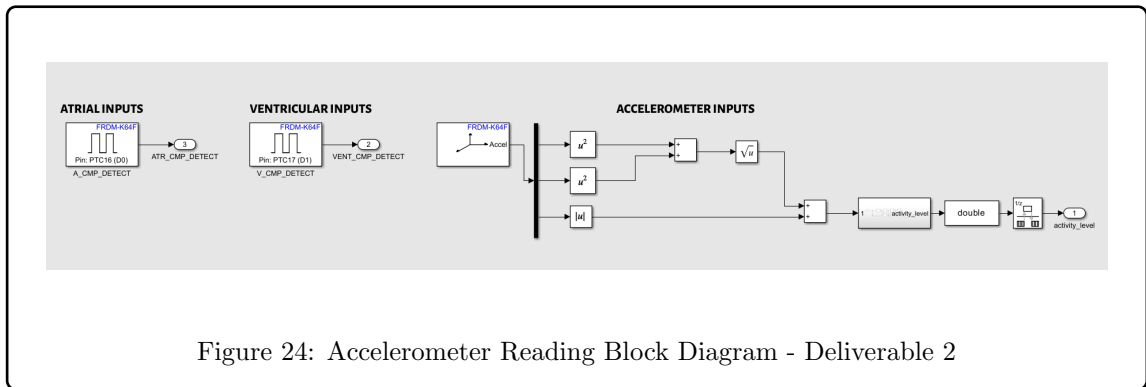 ATRIAL INPUTS
FRDM-K64F
Pin: PTC16 (D0)
A_CMP_DETECT
3
ATR_CMP_DETECT
VENTRICULAR INPUTS
FRDM-K64F
Pin: PTC17 (D1)
V_CMP_DETECT
2
VENT_CMP_DETECT
ACCELEROMETER INPUTS
FRDM-K64F
Accel
u²
u²
|u|
+
+
√u
+
+
1
activity_level
double
1/z
1
activity_level
Figure 24: Accelerometer Reading Block Diagram - Deliverable 2